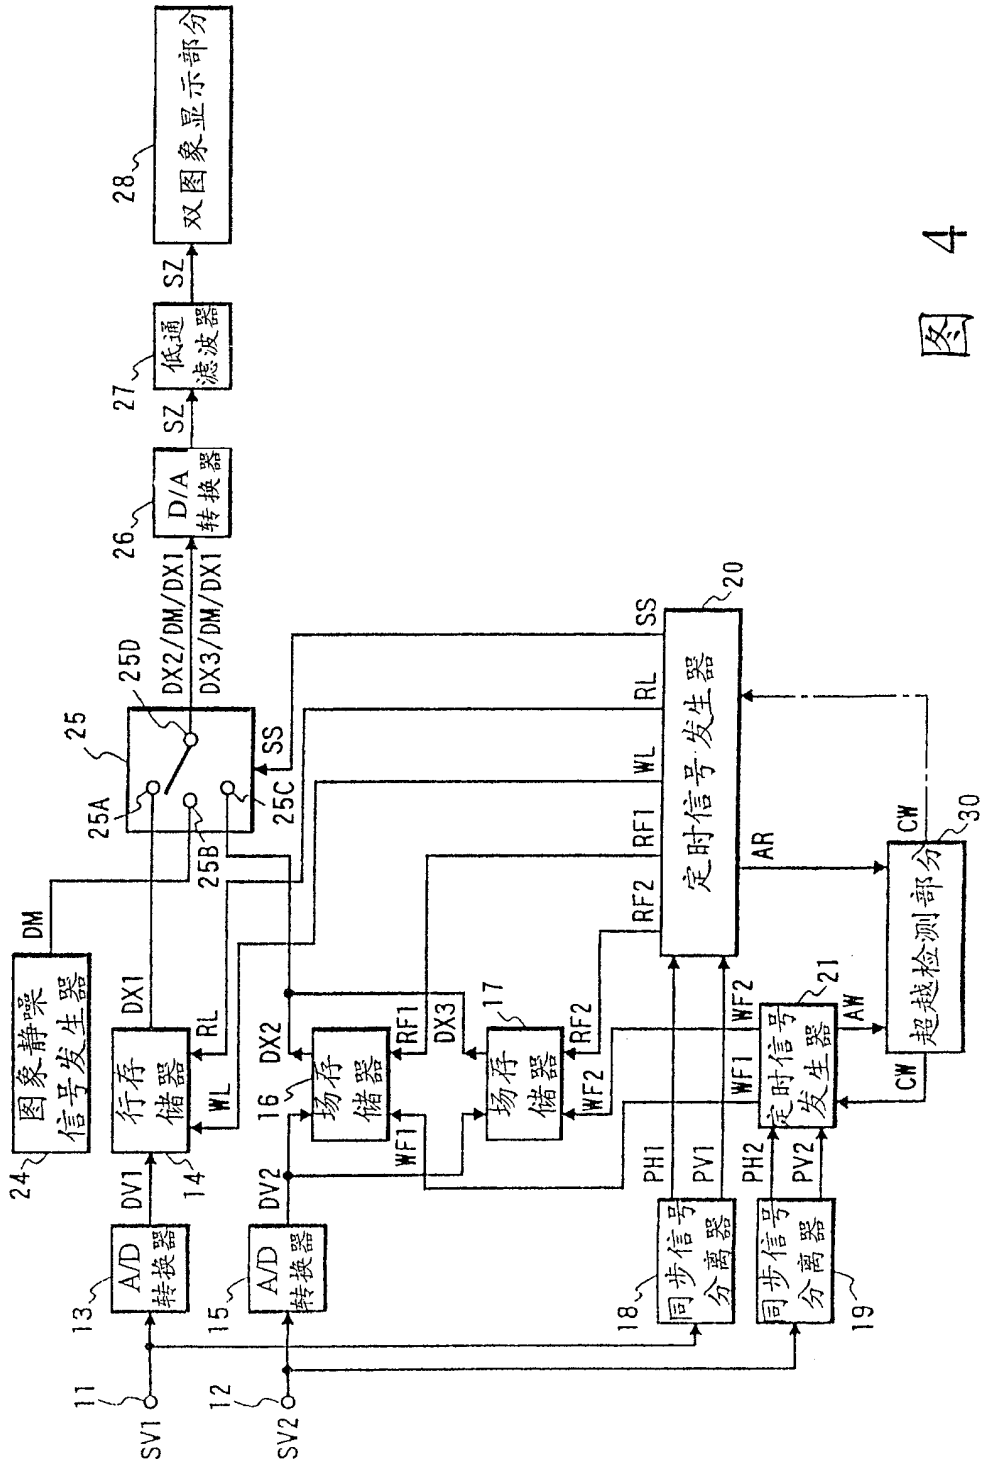 SV1
11
13
A/D
转换器
DV1
14
行存
储器
DX1
WL
RL
24
图象静噪
信号发生器
DM
25
25A
25B
25C
25D
SS
DX2/DM/DX1
DX3/DM/DX1
26
D/A
转换器
SZ
27
低通
滤波器
SZ
28
双图象显示部分
SV2
12
15
A/D
转换器
DV2
16
场存
储器
DX2
WF1
RF1
17
场存
储器
DX3
WF2
RF2
18
同步信号
分离器
PH1
PV1
19
同步信号
分离器
PH2
PV2
20
定时信号发生器
RF2
RF1
WL
RL
SS
21
定时信号
发生器
WF1
WF2
AW
AR
30
超越检测部分
CW
CW
图 4